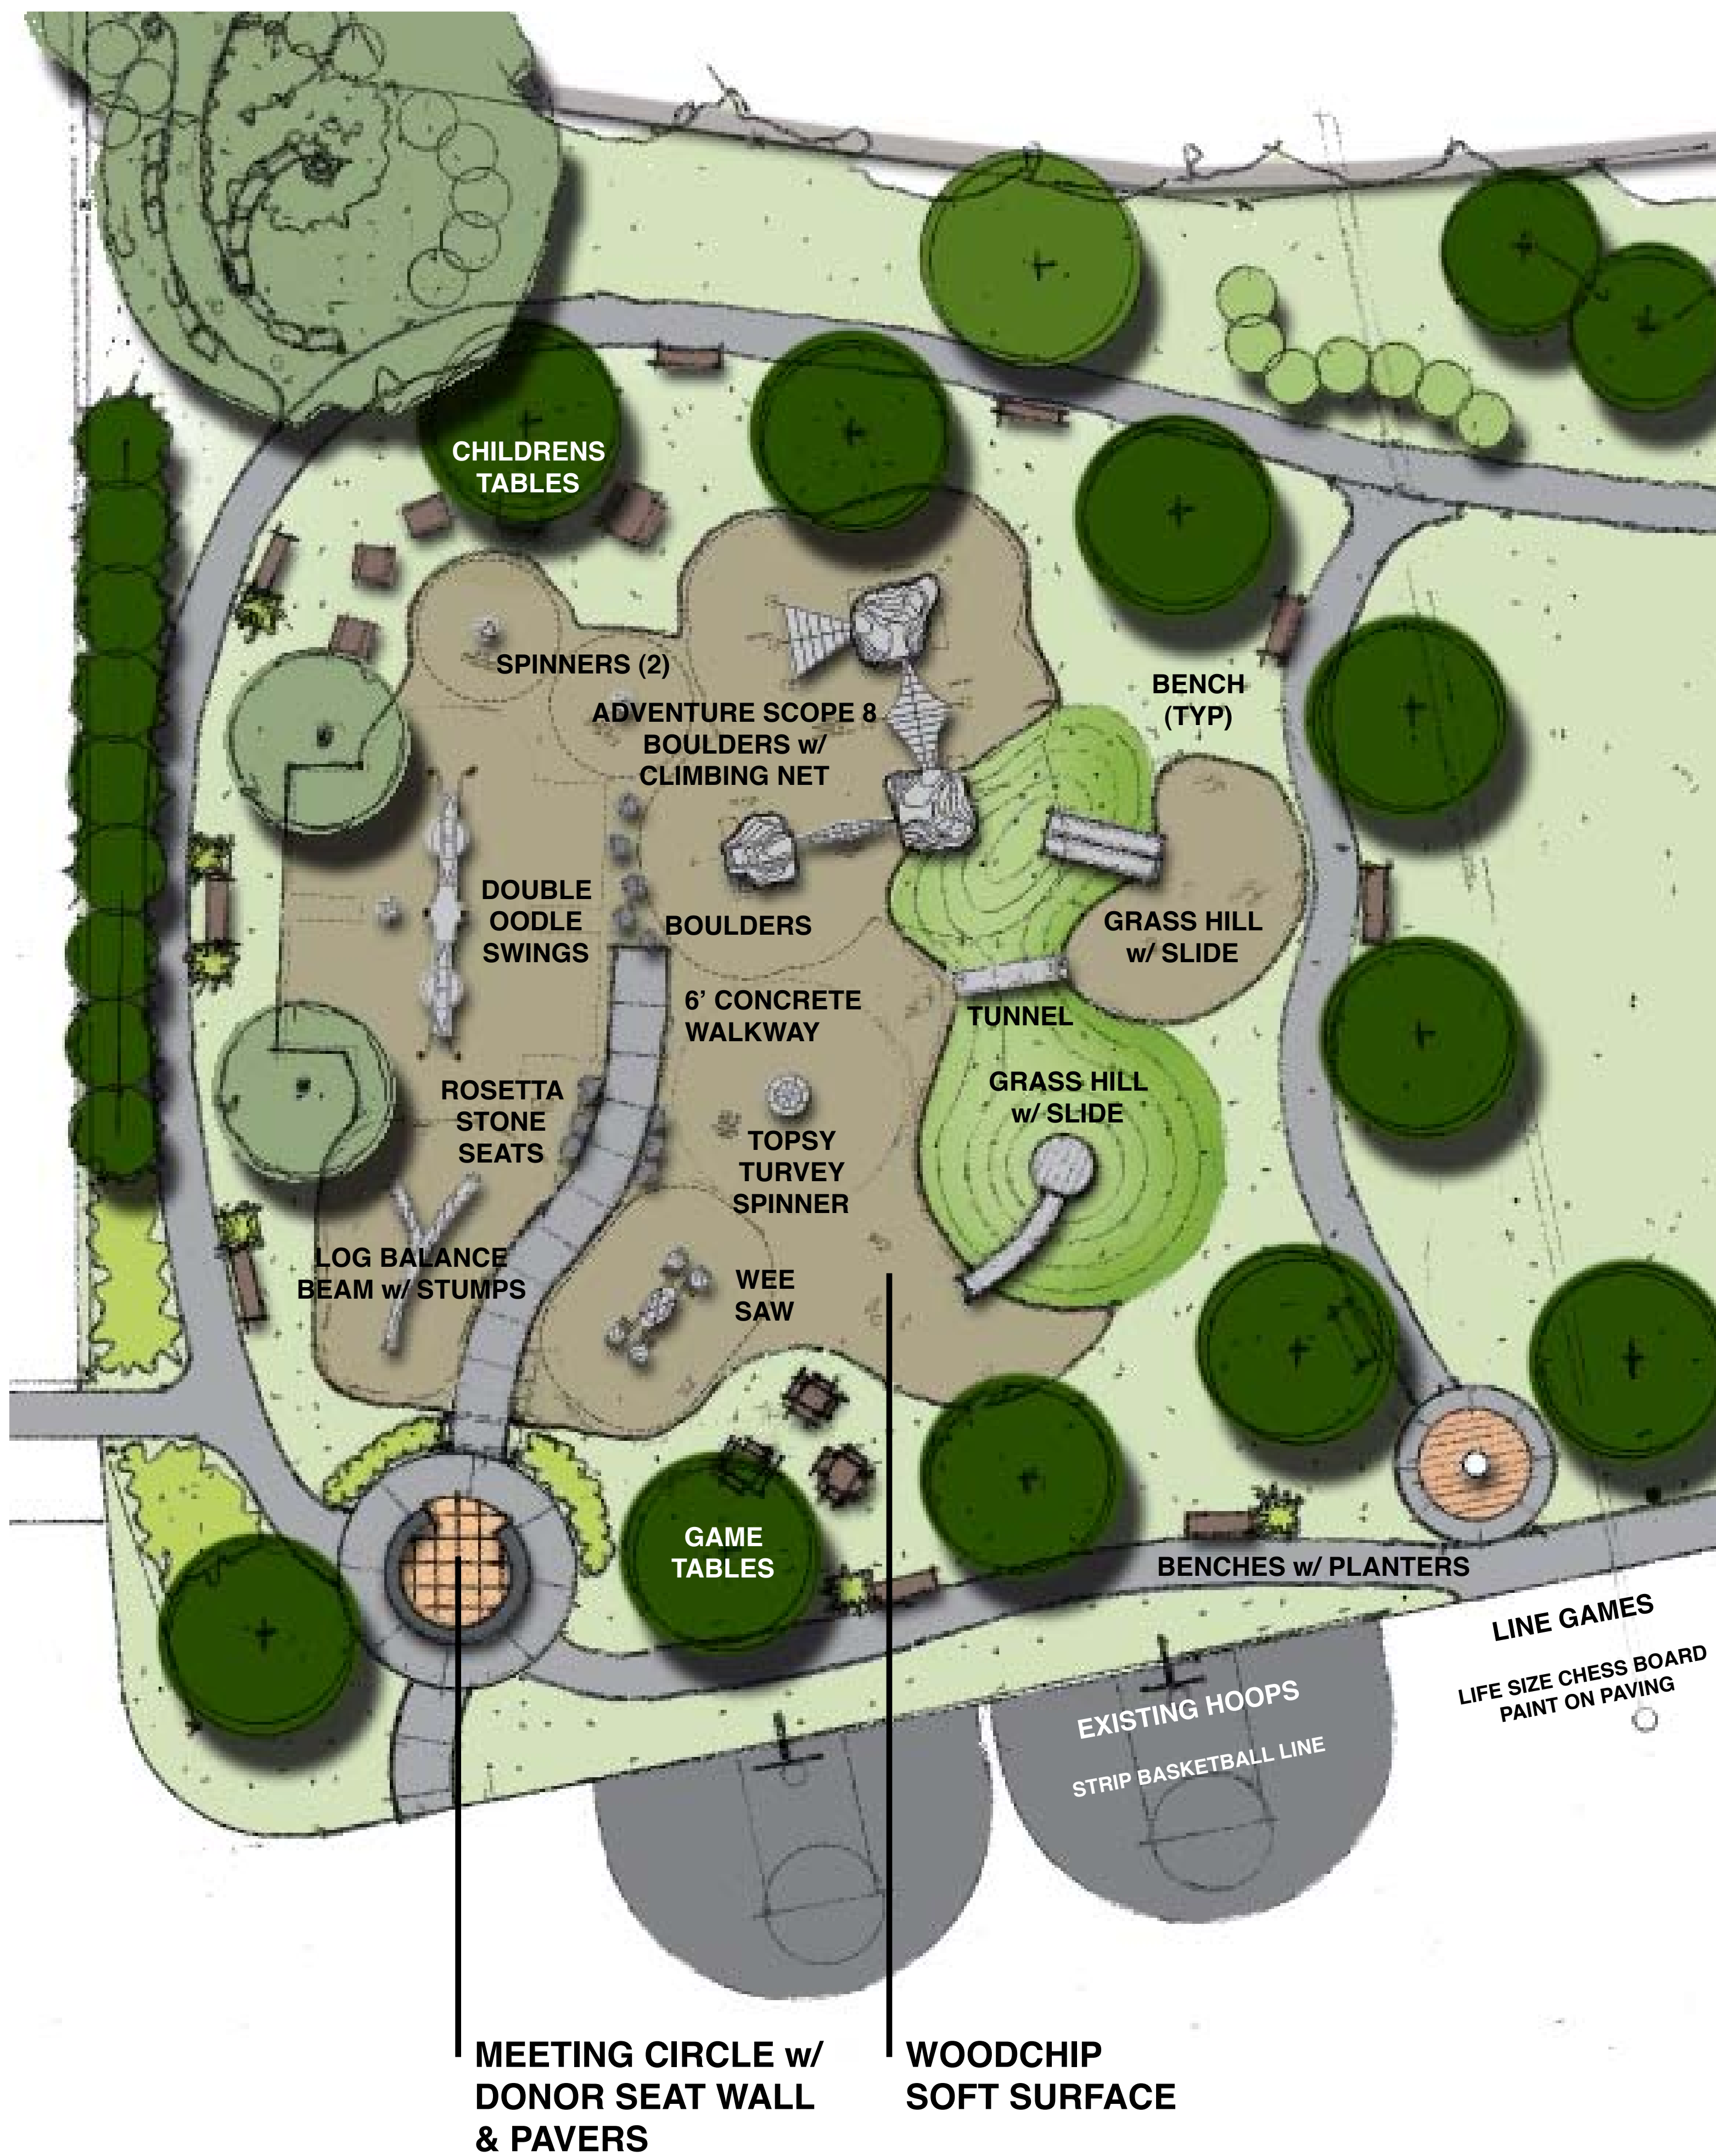 CHILDRENS
TABLES
SPINNERS (2)
ADVENTURE SCOPE 8
BOULDERS w/
CLIMBING NET
BENCH
(TYP)
DOUBLE
OODLE
SWINGS
BOULDERS
GRASS HILL
w/ SLIDE
6’ CONCRETE
WALKWAY
TUNNEL
ROSETTA
STONE
SEATS
GRASS HILL
w/ SLIDE
TOPSY
TURVEY
SPINNER
LOG BALANCE
BEAM w/ STUMPS
WEE
SAW
GAME
TABLES
BENCHES w/ PLANTERS
LINE GAMES
LIFE SIZE CHESS BOARD
PAINT ON PAVING
EXISTING HOOPS
STRIP BASKETBALL LINE
MEETING CIRCLE w/
DONOR SEAT WALL
& PAVERS
WOODCHIP
SOFT SURFACE